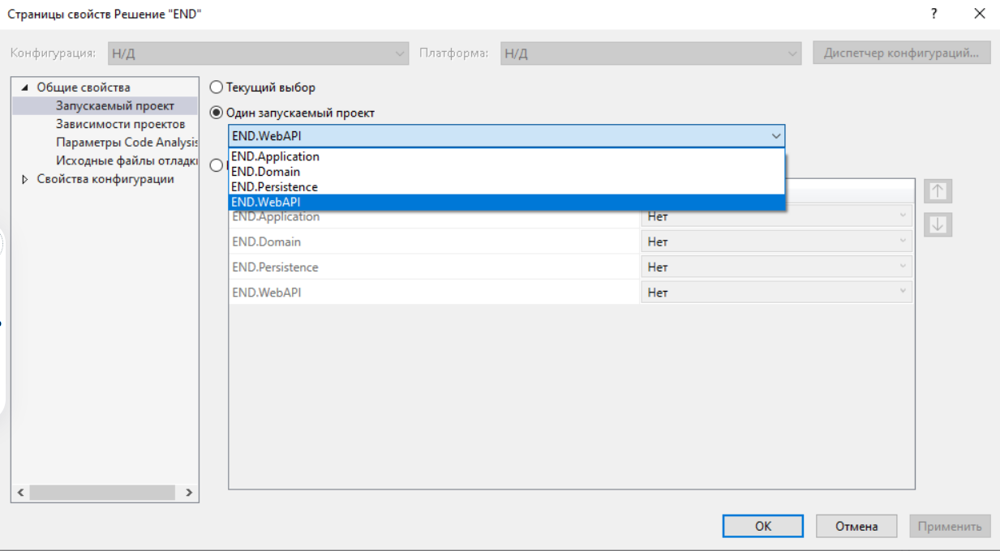 Страницы свойств Решение "END"
?
Конфигурация: Н/Д Платформа: Н/Д Диспетчер конфигураций...
Общие свойства
Запускаемый проект
Зависимости проектов
Параметры Code Analysis
Исходные файлы отладк
Свойства конфигурации
Текущий выбор
Один запускаемый проект
END.WebAPI
END.Application
END.Domain
END.Persistence
END.WebAPI
END.Application Нет
END.Domain Нет
END.Persistence Нет
END.WebAPI Нет
OK Отмена Применить